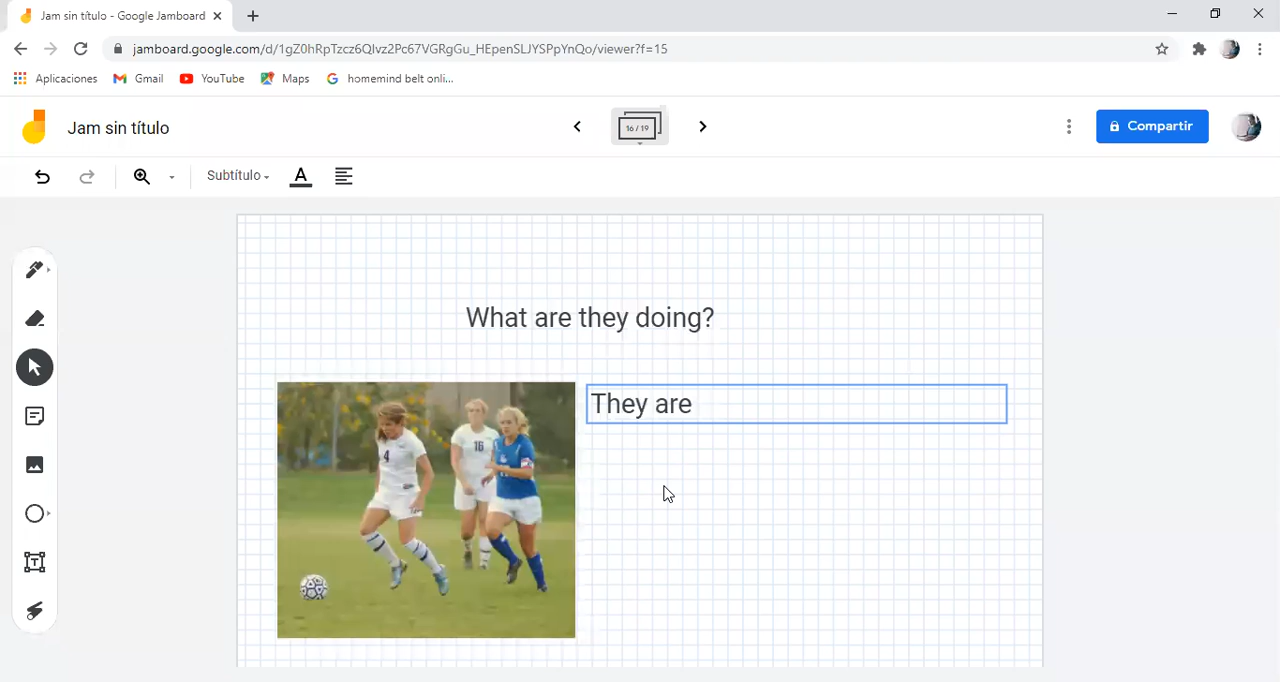 Jam sin título - Google Jamboard
jamboard.google.com/d/1gZ0hRpTzcz6QIvz2Pc67VGRgGu_HEpenSLJYSPpYnQo/viewer?f=15
Aplicaciones Gmail YouTube Maps homemind belt onli...
Jam sin título 16 / 19 Compartir
Subtítulo A
What are they doing?
They are
4 16
T